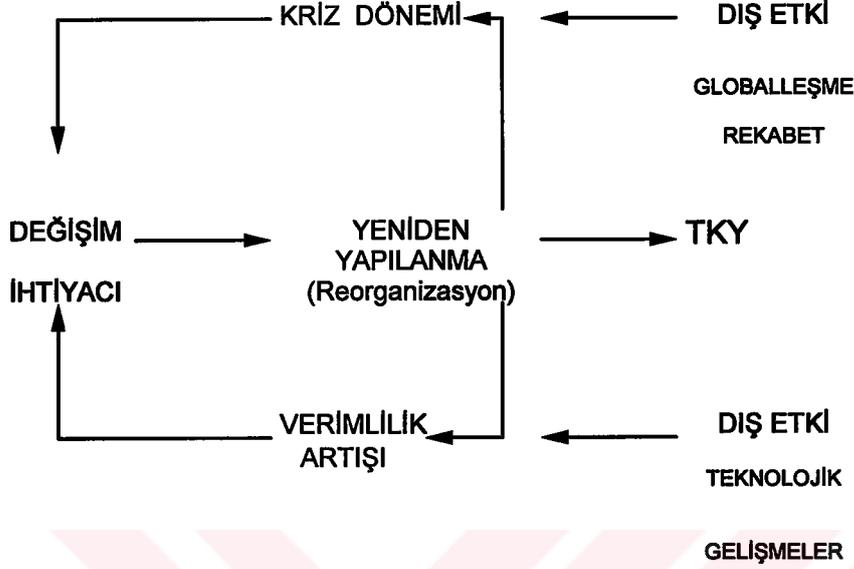 KRİZ DÖNEMİ
DIŞ ETKİ
GLOBALLEŞME
REKABET
DEĞİŞİM
İHTİYACI
YENİDEN
YAPILANMA
(Reorganizasyon)
TKY
VERİMLİLİK
ARTIŞI
DIŞ ETKİ
TEKNOLOJİK
GELİŞMELER